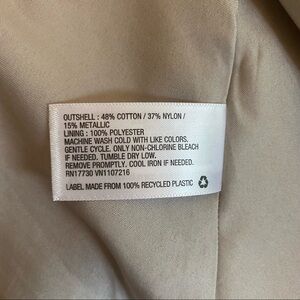 OUTSHELL : 48% COTTON / 37% NYLON /
15% METALLIC
LINING : 100% POLYESTER
MACHINE WASH COLD WITH LIKE COLORS.
GENTLE CYCLE. ONLY NON-CHLORINE BLEACH
IF NEEDED. TUMBLE DRY LOW.
REMOVE PROMPTLY. COOL IRON IF NEEDED.
RN17730 VN1107216
LABEL MADE FROM 100% RECYCLED PLASTIC